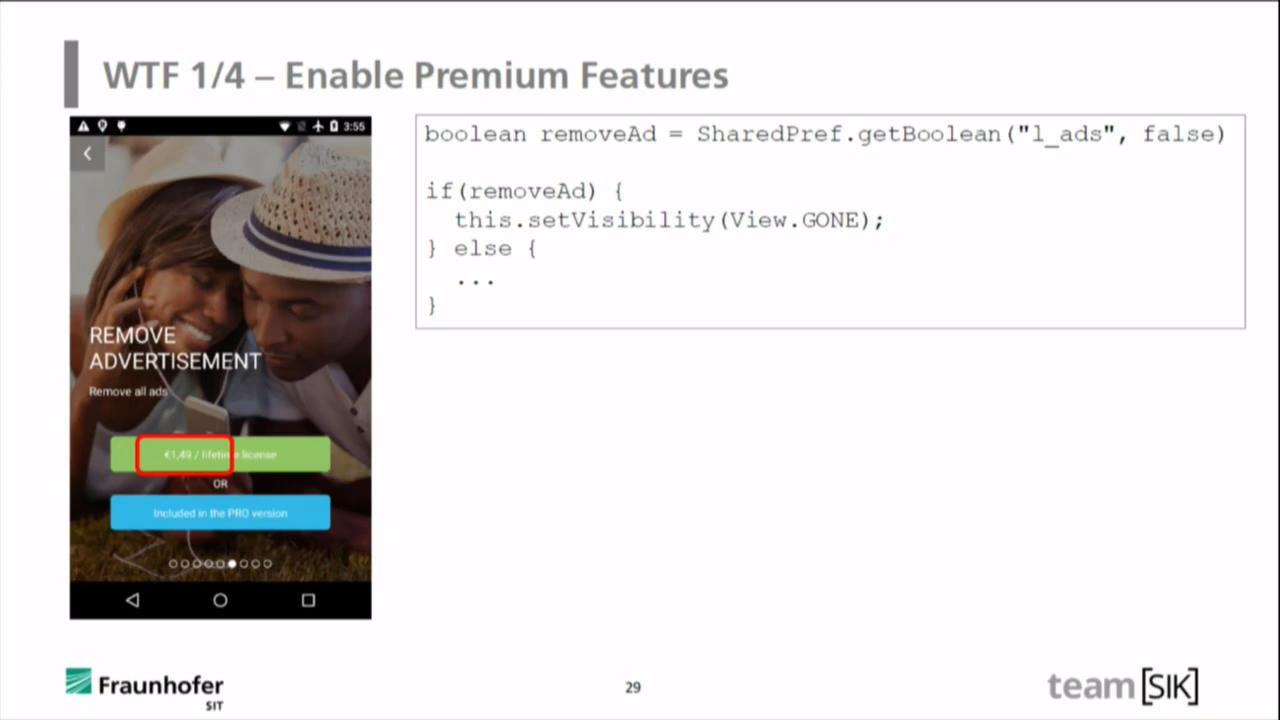 WTF 1/4 – Enable Premium Features
3:55
REMOVE
ADVERTISEMENT
Remove all ads
€1,49 / lifetime license
OR
Included in the PRO version
boolean removeAd = SharedPref.getBoolean("l_ads", false)
if(removeAd) {
this.setVisibility(View.GONE);
} else {
...
}
Fraunhofer
SIT
29
team[SIK]